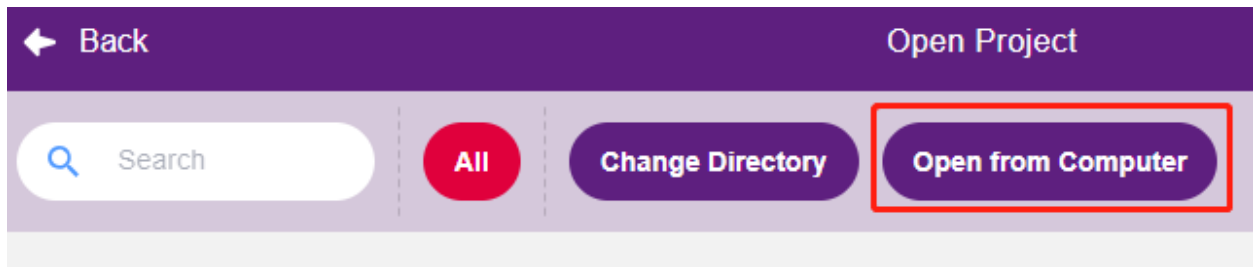 Back
Open Project
Search
All
Change Directory
Open from Computer